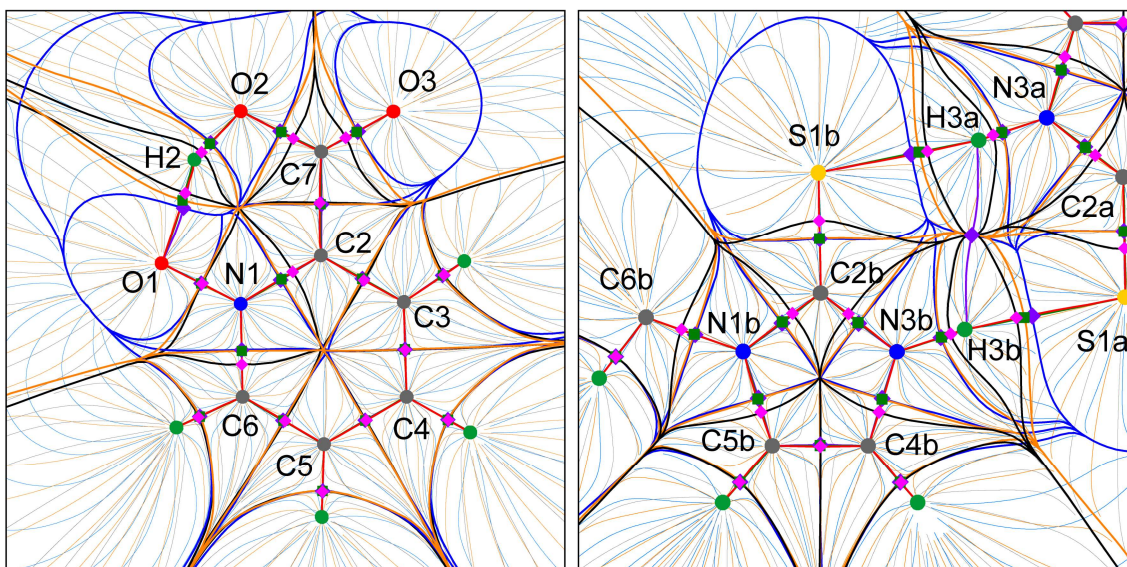 O2 O3
H2
C7
C2
O1 N1
C3
C6 C4
C5
N3a
H3a
S1b
C2a
C6b
C2b
N1b N3b
H3b S1a
C5b C4b